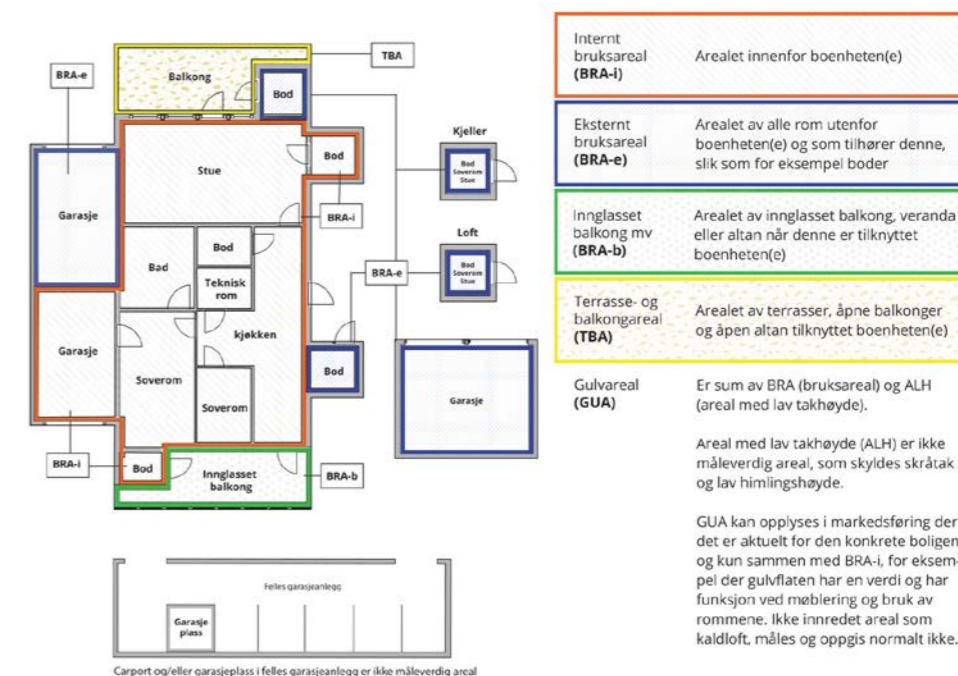 TBA
BRA-e
Balkong
Bod
Kjeller
Bod
Soverom
Stue
Stue
Bod
BRA-i
Garasje
Loft
Bod
Soverom
Stue
Bad
Bod
Teknisk
rom
BRA-e
kjøkken
Garasje
Soverom
Bod
Soverom
Garasje
BRA-i
Bod
Innglasset
balkong
BRA-b
Felles garasjeanlegg
Garasje
plass
Carport og/eller garasjeplass i felles garasjeanlegg er ikke måleverdig areal
Internt
bruksareal
(BRA-i)
Arealet innenfor boenheten(e)
Eksternt
bruksareal
(BRA-e)
Arealet av alle rom utenfor
boenheten(e) og som tilhører denne,
slik som for eksempel boder
Innglasset
balkong mv
(BRA-b)
Arealet av innglasset balkong, veranda
eller altan når denne er tilknyttet
boenheten(e)
Terrasse- og
balkongareal
(TBA)
Arealet av terrasser, åpne balkonger
og åpen altan tilknyttet boenheten(e)
Gulvareal
(GUA)
Er sum av BRA (bruksareal) og ALH
(areal med lav takhøyde).
Areal med lav takhøyde (ALH) er ikke
måleverdig areal, som skyldes skråtak
og lav himlingshøyde.
GUA kan opplyses i markedsføring der
det er aktuelt for den konkrete boligen
og kun sammen med BRA-i, for eksem-
pel der gulvflaten har en verdi og har
funksjon ved møblering og bruk av
rommene. Ikke innredet areal som
kaldloft, måles og oppgis normalt ikke.